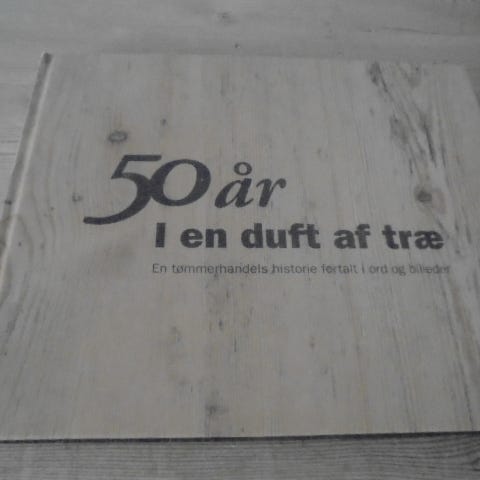 50 år
I en duft af træ
En tømmerhandels historie fortalt i ord og billeder